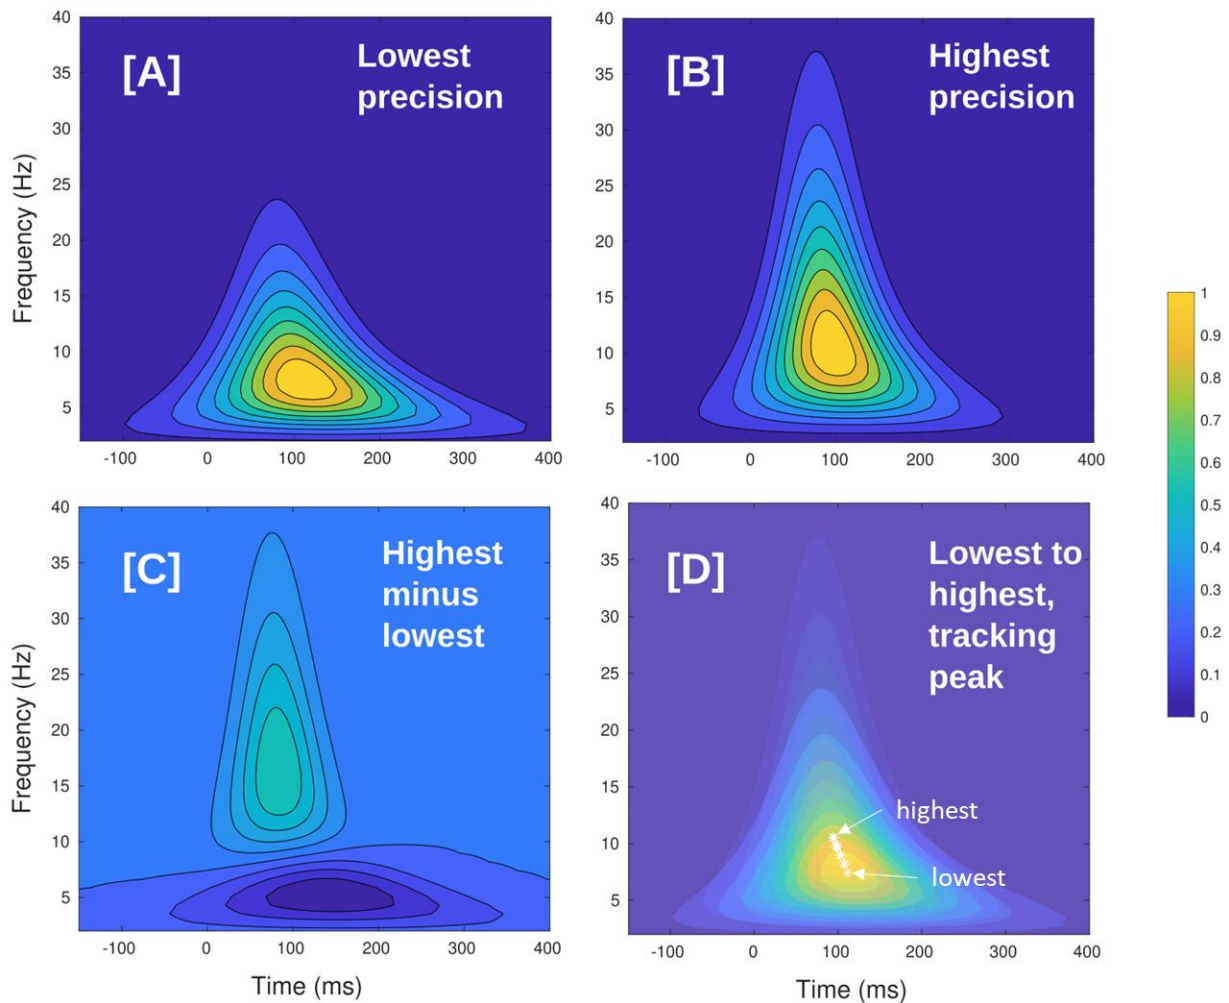 [A]
Lowest
precision
Frequency (Hz)
40
35
30
25
20
15
10
5
-100 0 100 200 300 400
[B]
Highest
precision
40
35
30
25
20
15
10
5
-100 0 100 200 300 400
[C]
Highest
minus
lowest
Frequency (Hz)
40
35
30
25
20
15
10
5
-100 0 100 200 300 400
Time (ms)
[D]
Lowest to
highest,
tracking
peak
highest
lowest
40
35
30
25
20
15
10
5
-100 0 100 200 300 400
Time (ms)
1
0.9
0.8
0.7
0.6
0.5
0.4
0.3
0.2
0.1
0